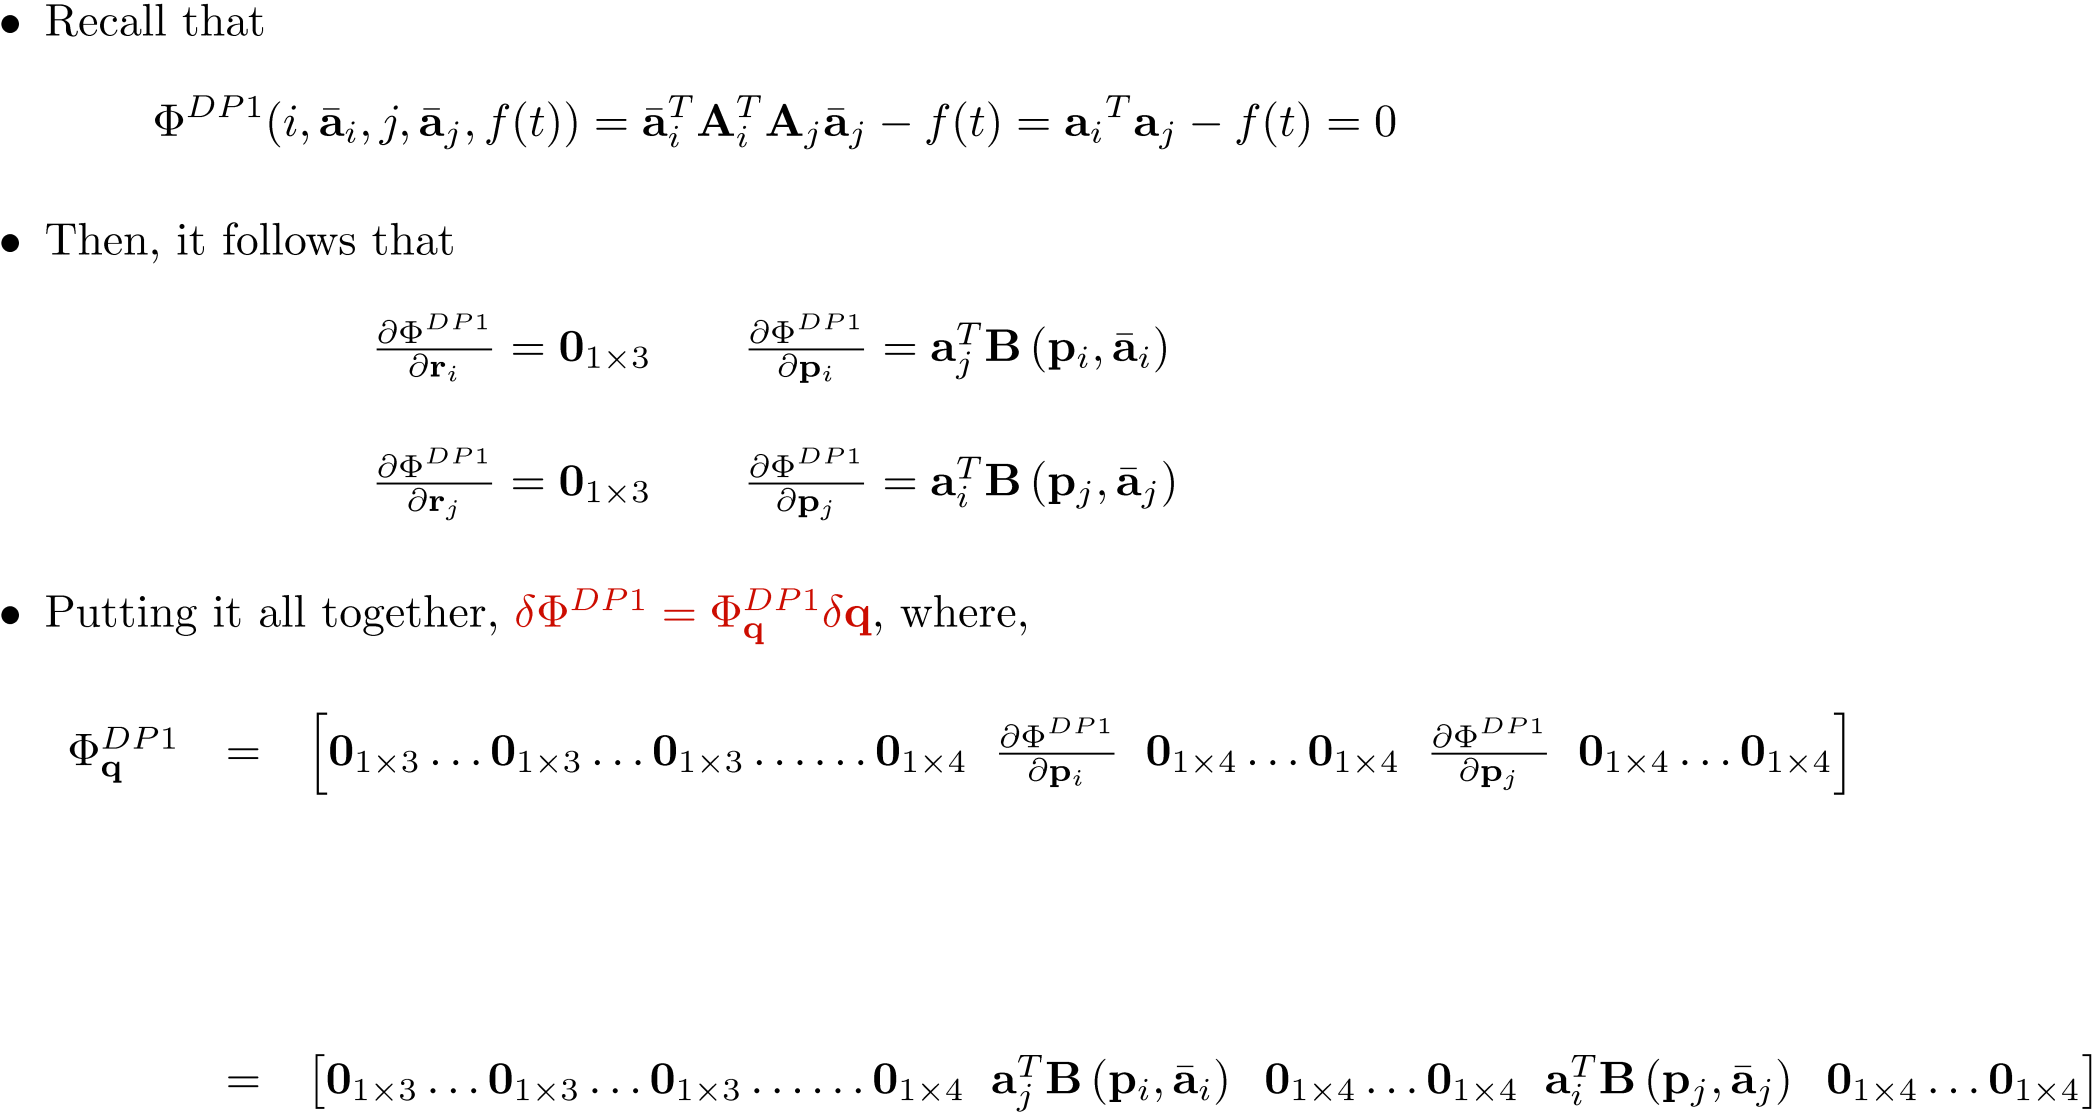 • Recall that
Φ^{DP1}(i, ā_i, j, ā_j, f(t)) = ā_i^T A_i^T A_j ā_j − f(t) = a_i^T a_j − f(t) = 0
• Then, it follows that
∂Φ^{DP1}/∂r_i = 0_{1×3}   ∂Φ^{DP1}/∂p_i = a_j^T B (p_i, ā_i)
∂Φ^{DP1}/∂r_j = 0_{1×3}   ∂Φ^{DP1}/∂p_j = a_i^T B (p_j, ā_j)
• Putting it all together, δΦ^{DP1} = Φ_q^{DP1} δq, where,
Φ_q^{DP1} = [0_{1×3} … 0_{1×3} … 0_{1×3} …… 0_{1×4} ∂Φ^{DP1}/∂p_i 0_{1×4} … 0_{1×4} ∂Φ^{DP1}/∂p_j 0_{1×4} … 0_{1×4}]
= [0_{1×3} … 0_{1×3} … 0_{1×3} …… 0_{1×4} a_j^T B (p_i, ā_i) 0_{1×4} … 0_{1×4} a_i^T B (p_j, ā_j) 0_{1×4} … 0_{1×4}]